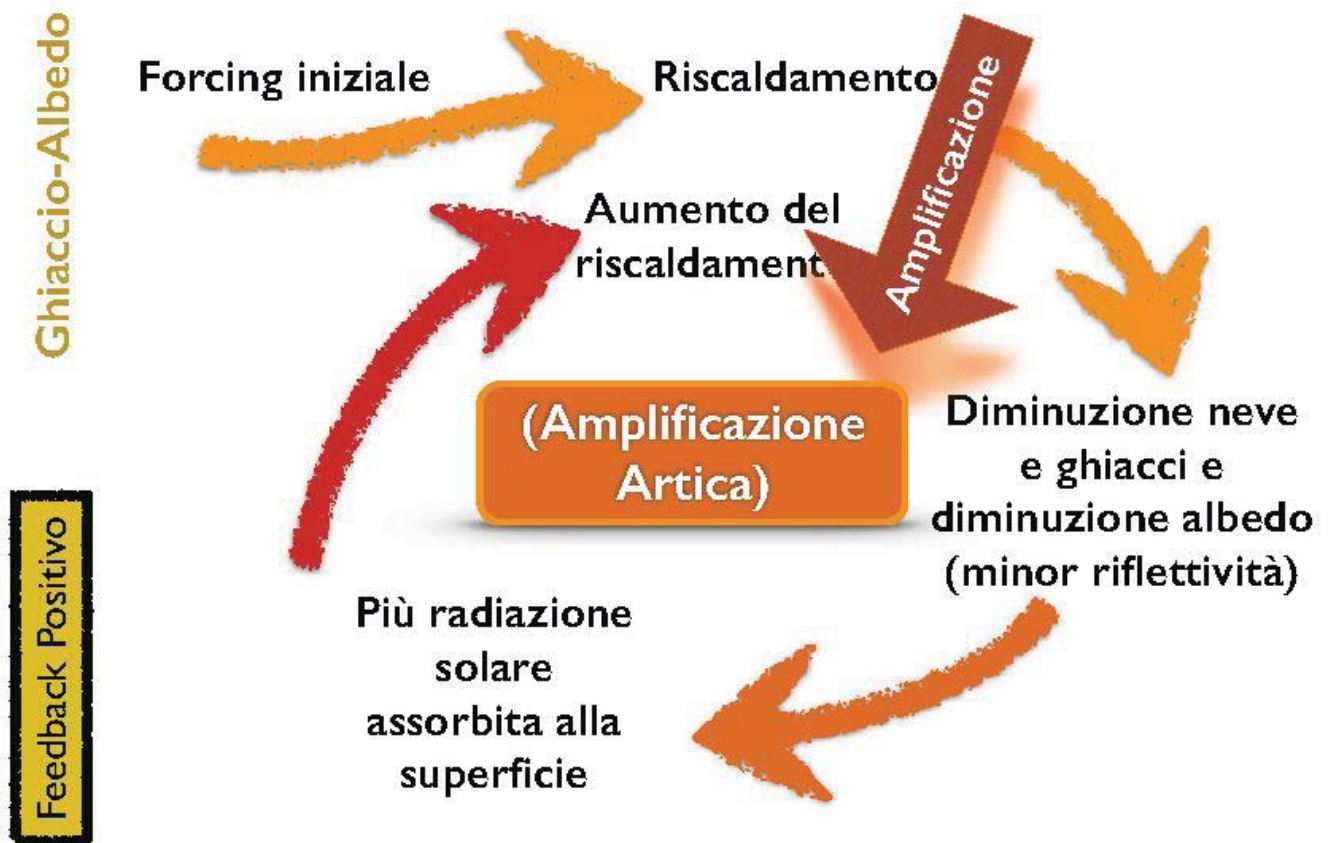 Ghiaccio-Albedo
Feedback Positivo
Forcing iniziale
Riscaldamento
Amplificazione
Aumento del
riscaldament
(Amplificazione
Artica)
Diminuzione neve
e ghiacci e
diminuzione albedo
(minor riflettività)
Più radiazione
solare
assorbita alla
superficie